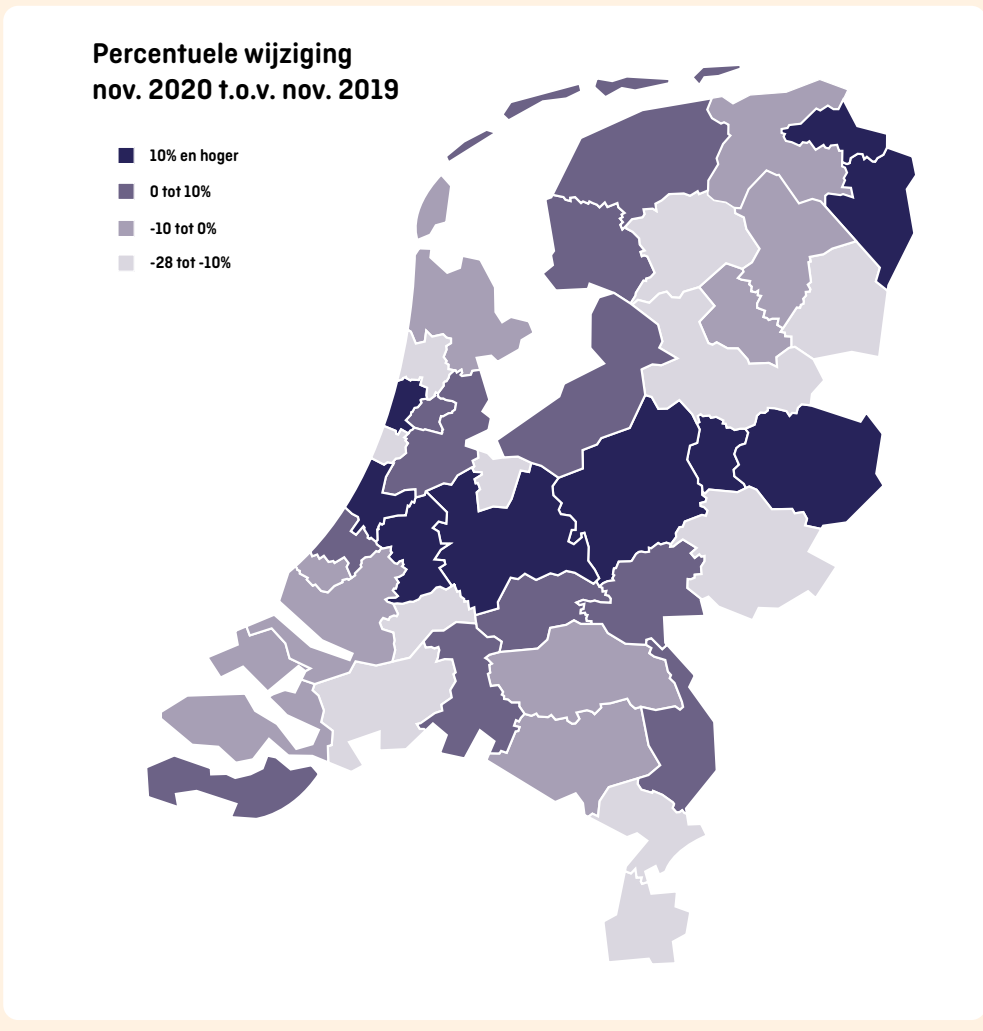 Percentuele wijziging
nov. 2020 t.o.v. nov. 2019
10% en hoger
0 tot 10%
-10 tot 0%
-28 tot -10%